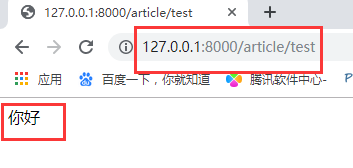 127.0.0.1:8000/article/test
127.0.0.1:8000/article/test
应用 百度一下，你就知道 腾讯软件中心-
你好